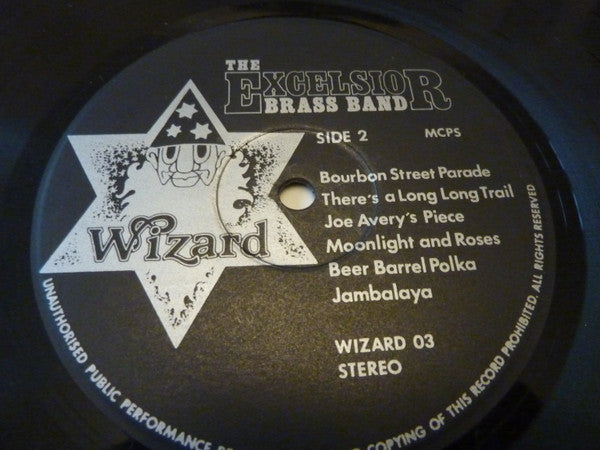 THE
EXCELSIOR
BRASS BAND
SIDE 2 MCPS
Bourbon Street Parade
There's a Long Long Trail
Joe Avery's Piece
Moonlight and Roses
Beer Barrel Polka
Jambalaya
Wizard
WIZARD 03
STEREO
UNAUTHORISED PUBLIC PERFORMANCE
COPYING OF THIS RECORD PROHIBITED. ALL RIGHTS RESERVED